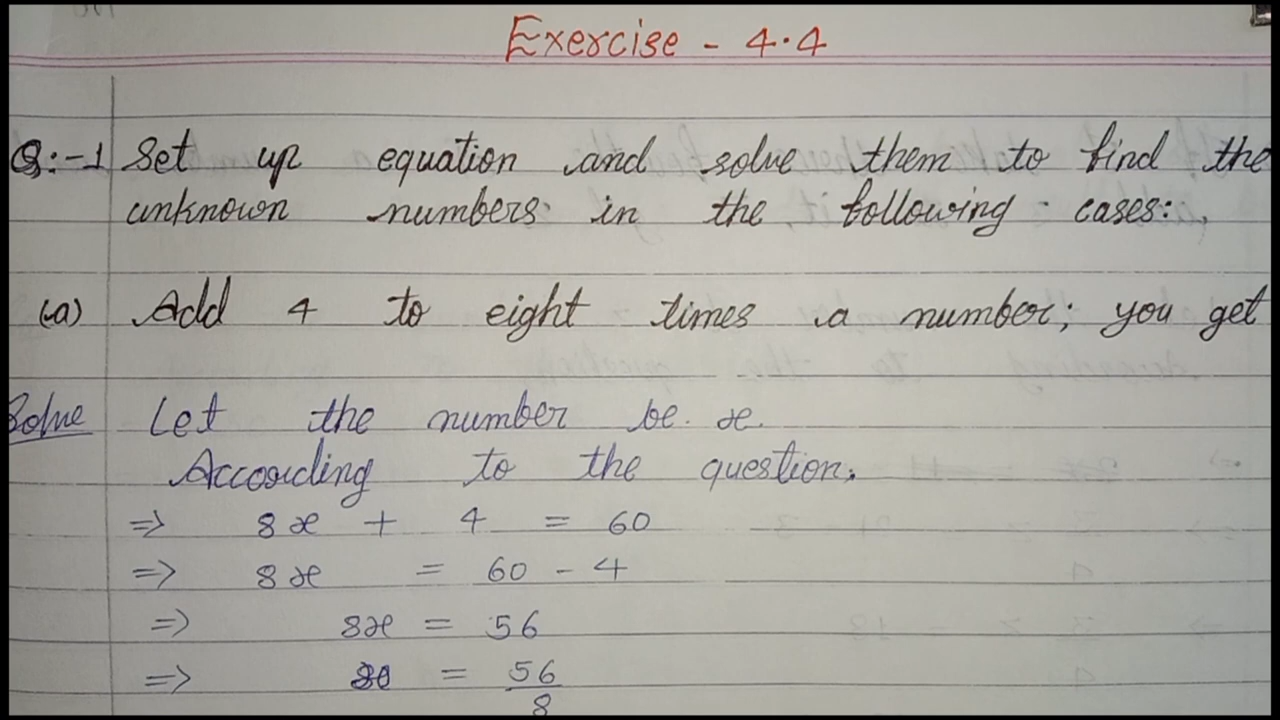 Exercise - 4.4
Q:-1 Set up equation and solve them to find the
unknown numbers in the following cases:
(a) Add 4 to eight times a number; you get
Solve Let the number be x.
According to the question,
=> 8x + 4 = 60
=> 8x = 60 - 4
=> 8x = 56
=> x = 56/8